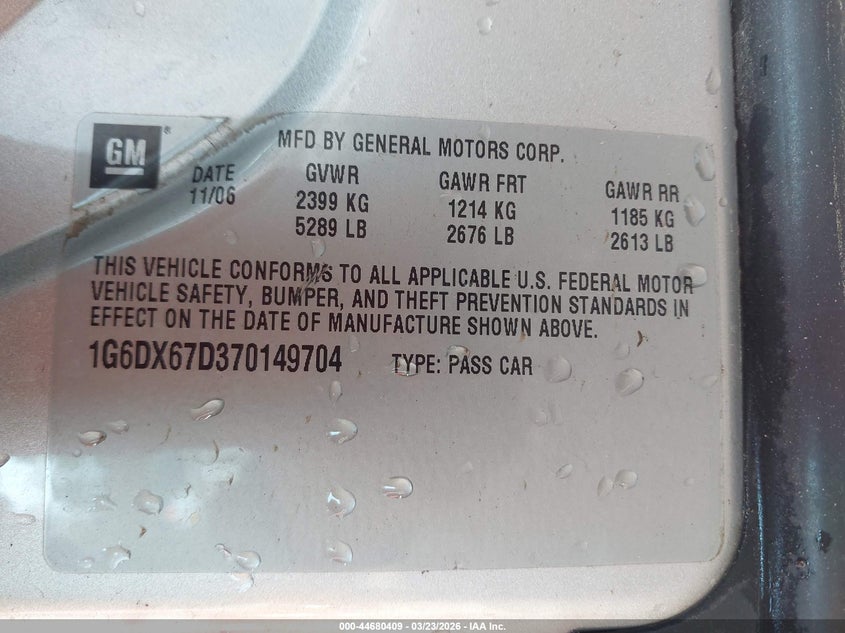 GM ®
MFD BY GENERAL MOTORS CORP.
DATE GVWR GAWR FRT GAWR RR
11/06 2399 KG 1214 KG 1185 KG
5289 LB 2676 LB 2613 LB
THIS VEHICLE CONFORMS TO ALL APPLICABLE U.S. FEDERAL MOTOR
VEHICLE SAFETY, BUMPER, AND THEFT PREVENTION STANDARDS IN
EFFECT ON THE DATE OF MANUFACTURE SHOWN ABOVE.
1G6DX67D370149704 TYPE: PASS CAR
000-44680409 - 03/23/2026 - IAA Inc.